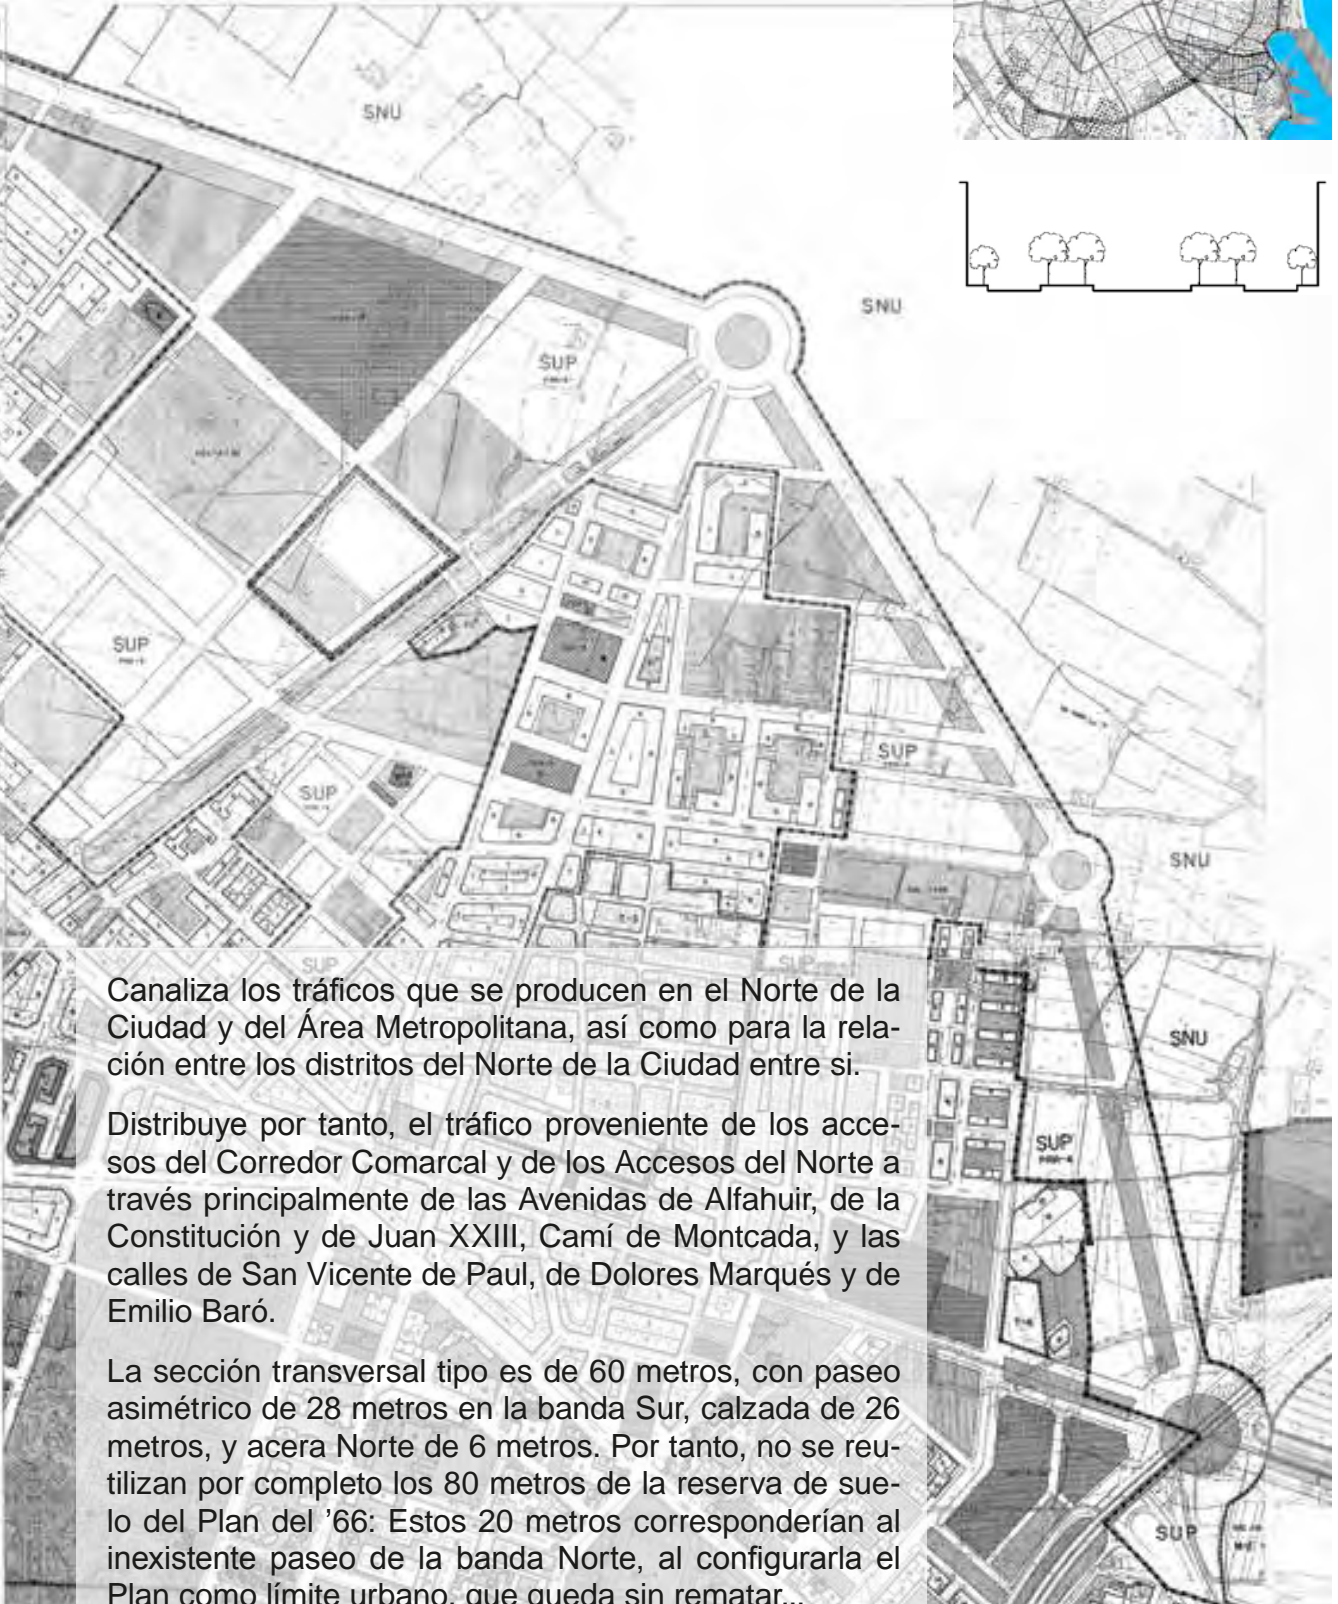 SNU
SNU
SUP
SUP
SUP
SUP
SNU
SUP
SUP
SNU
SUP
SUP
Canaliza los tráficos que se producen en el Norte de la
Ciudad y del Área Metropolitana, así como para la rela-
ción entre los distritos del Norte de la Ciudad entre si.
Distribuye por tanto, el tráfico proveniente de los acce-
sos del Corredor Comarcal y de los Accesos del Norte a
través principalmente de las Avenidas de Alfahuir, de la
Constitución y de Juan XXIII, Camí de Montcada, y las
calles de San Vicente de Paul, de Dolores Marqués y de
Emilio Baró.
La sección transversal tipo es de 60 metros, con paseo
asimétrico de 28 metros en la banda Sur, calzada de 26
metros, y acera Norte de 6 metros. Por tanto, no se reu-
tilizan por completo los 80 metros de la reserva de sue-
lo del Plan del ’66: Estos 20 metros corresponderían al
inexistente paseo de la banda Norte, al configurarla el
Plan como límite urbano, que queda sin rematar...
SUP